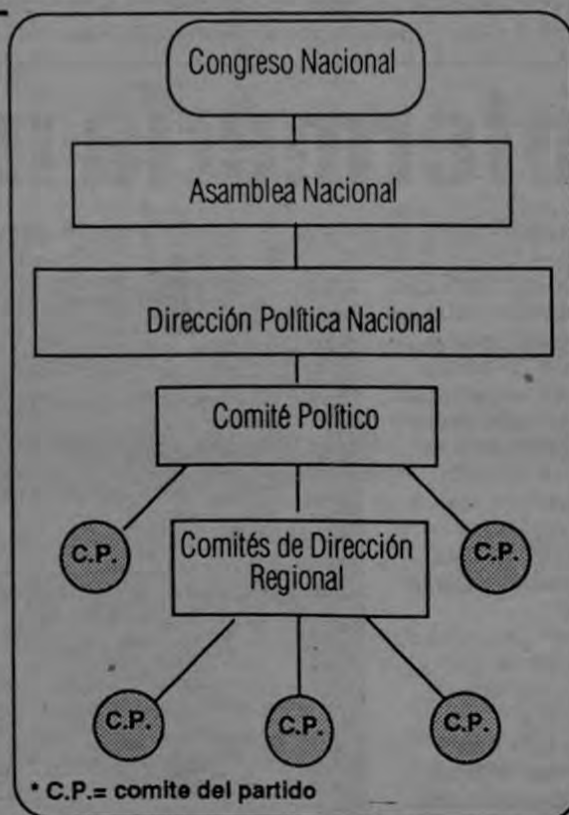 Congreso Nacional
Asamblea Nacional
Dirección Política Nacional
Comité Político
C.P.
Comités de Dirección
Regional
C.P.
C.P.
C.P.
C.P.
* C.P.= comite del partido